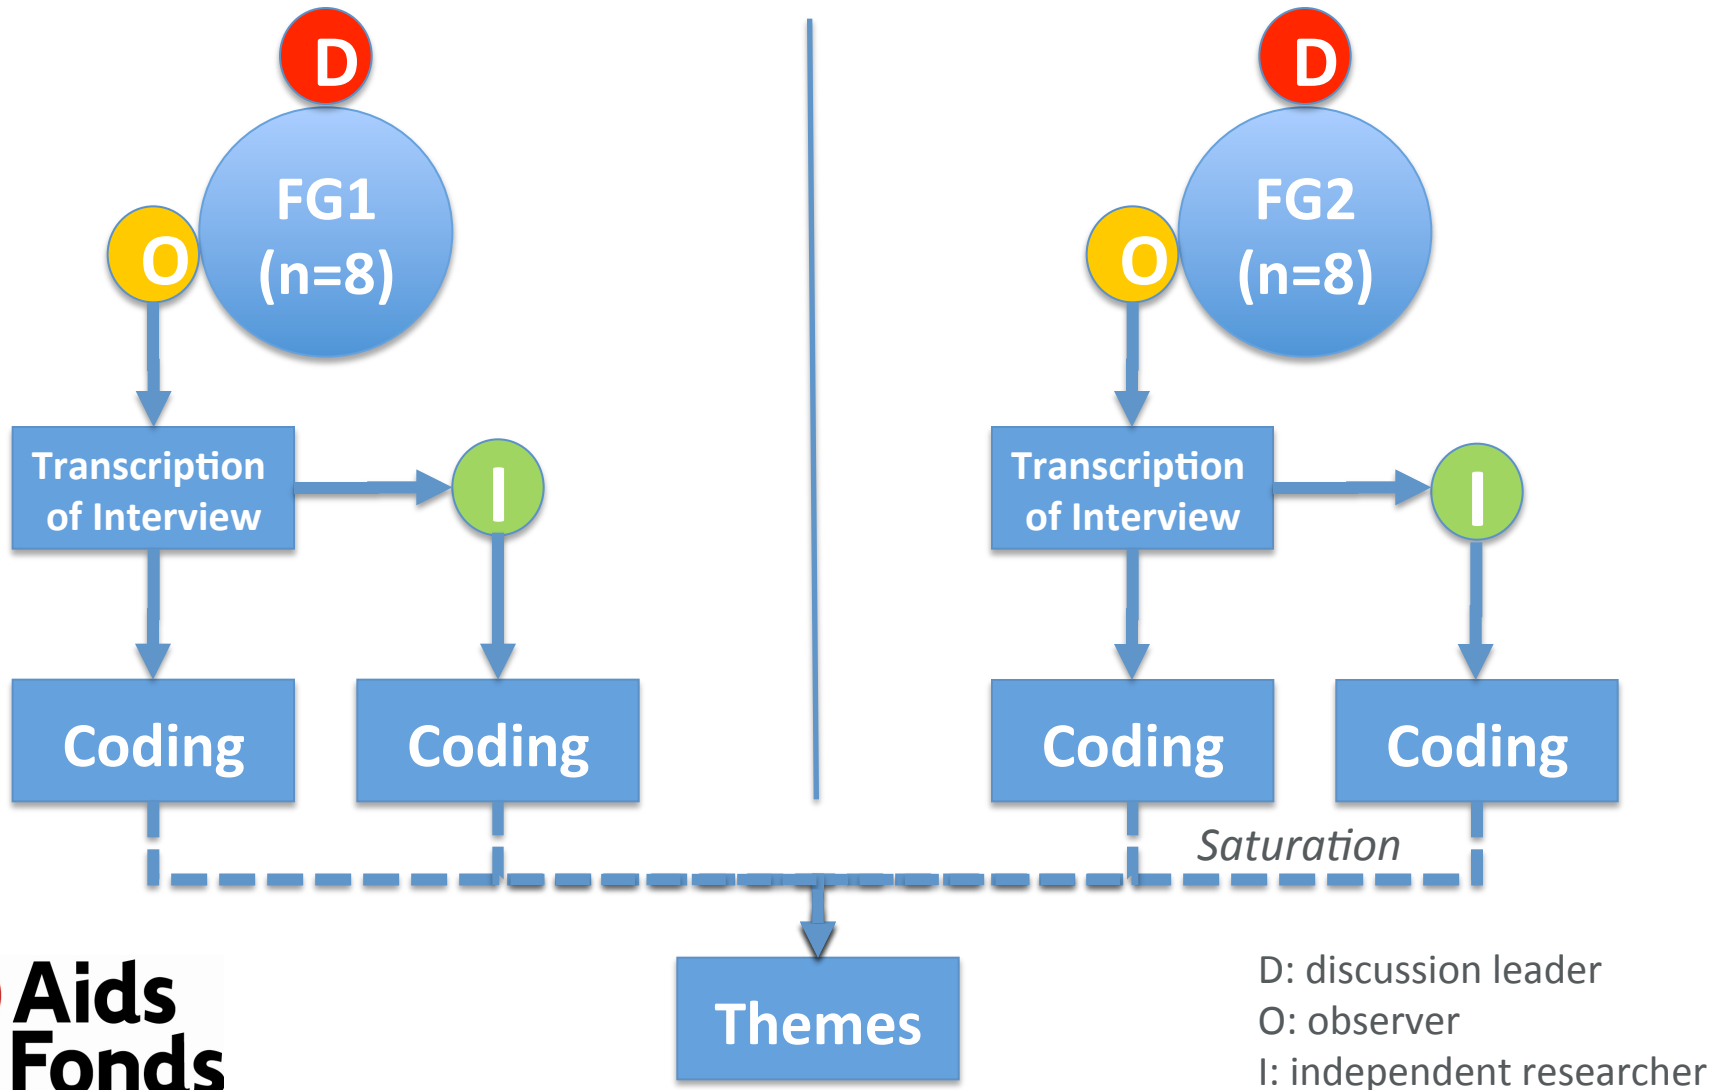 D
FG1
(n=8)
O
Transcription
of Interview
I
Coding
Coding
D
FG2
(n=8)
O
Transcription
of Interview
I
Coding
Coding
Saturation
Themes
Aids
Fonds
D: discussion leader
O: observer
I: independent researcher